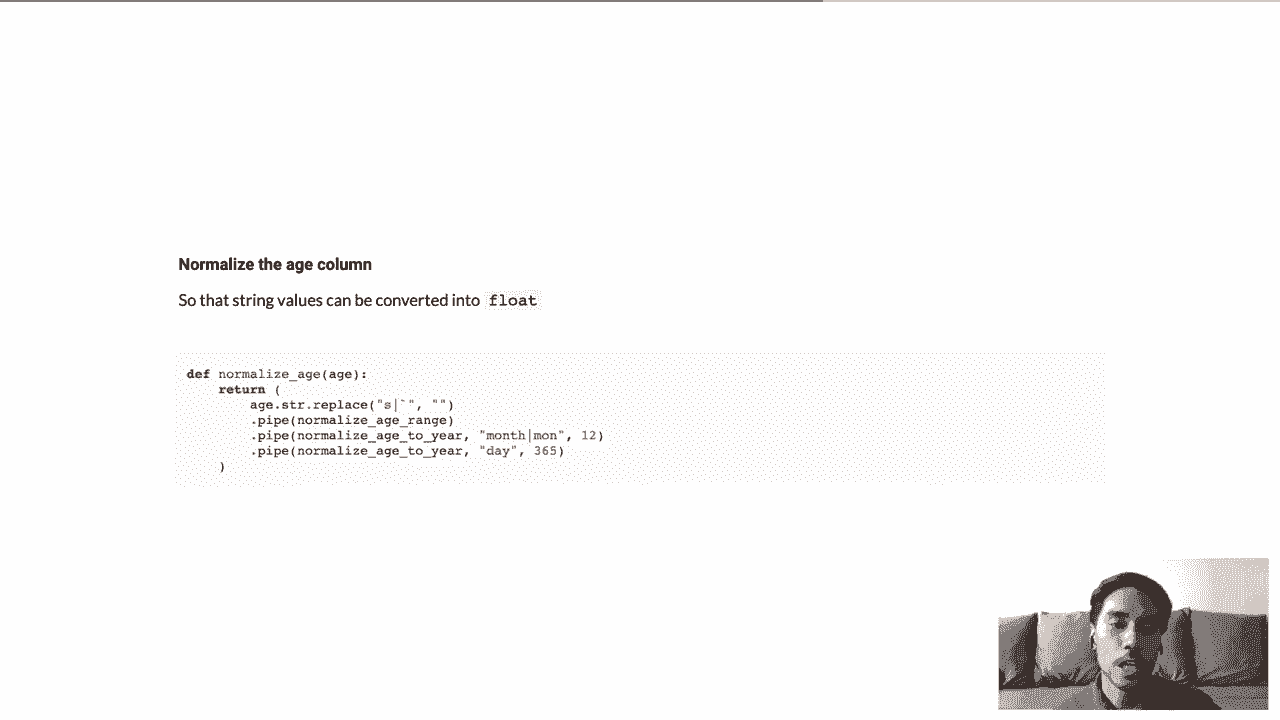 Normalize the age column
So that string values can be converted into float
def normalize_age(age):
    return (
        age.str.replace("s|`", "")
        .pipe(normalize_age_range)
        .pipe(normalize_age_to_year, "month|mon", 12)
        .pipe(normalize_age_to_year, "day", 365)
    )